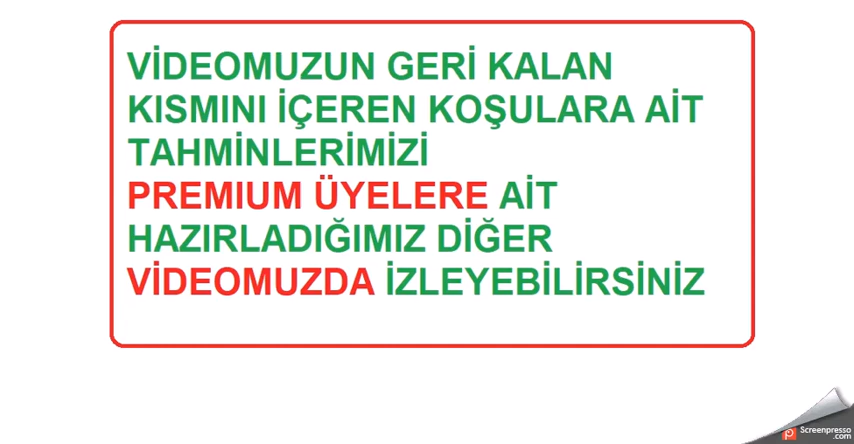 VİDEOMUZUN GERİ KALAN
KISMINI İÇEREN KOŞULARA AİT
TAHMİNLERİMİZİ
PREMIUM ÜYELERE AİT
HAZIRLADIĞIMIZ DİĞER
VİDEOMUZDA İZLEYEBİLİRSİNİZ
Screenpresso
.com